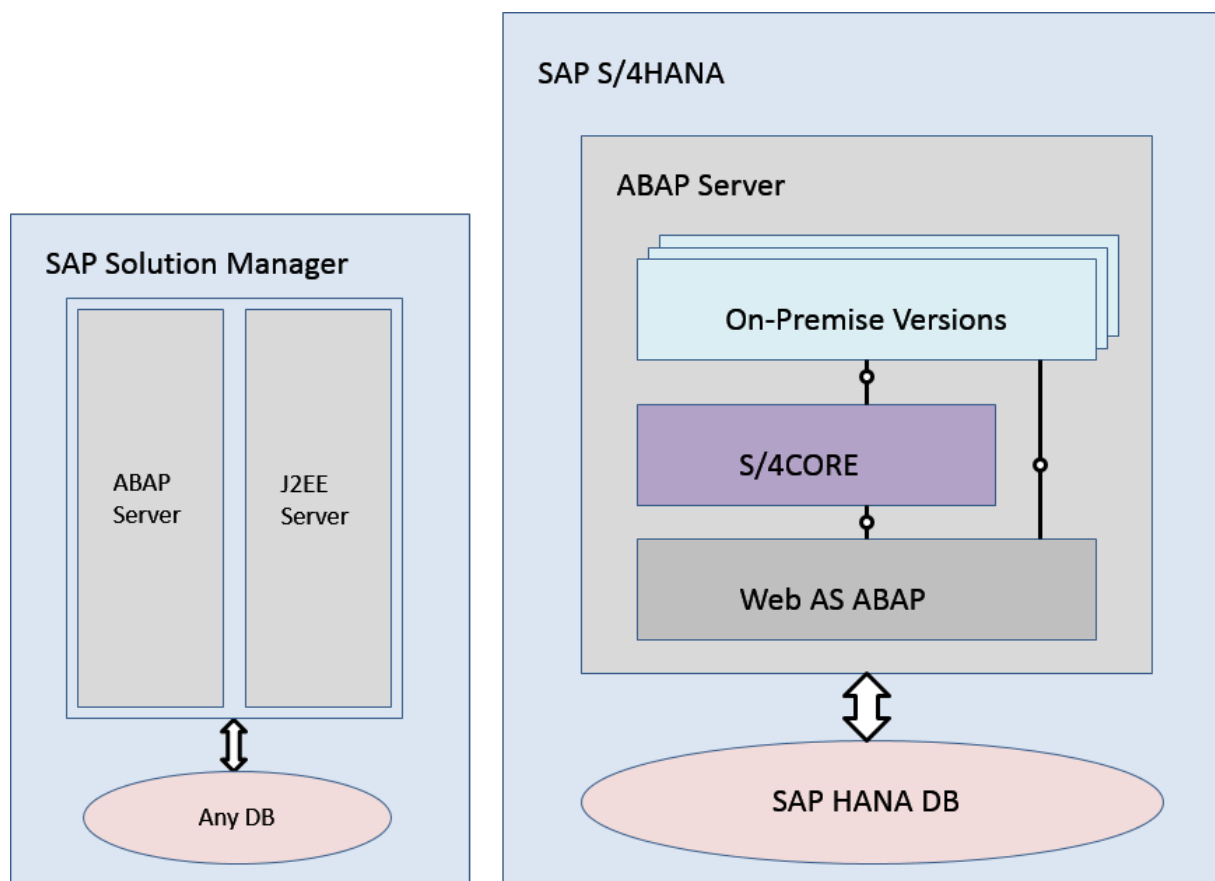 SAP Solution Manager
ABAP
Server
J2EE
Server
Any DB
SAP S/4HANA
ABAP Server
On-Premise Versions
S/4CORE
Web AS ABAP
SAP HANA DB